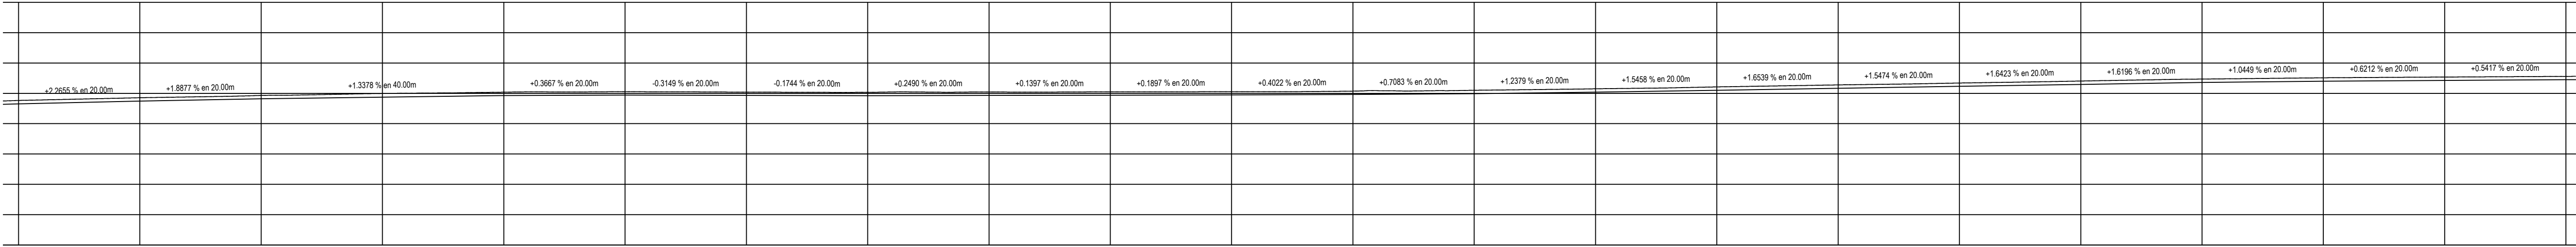 +2.2655 % en 20.00m
+1.8877 % en 20.00m
+1.3378 % en 40.00m
+0.3667 % en 20.00m
-0.3149 % en 20.00m
-0.1744 % en 20.00m
+0.2490 % en 20.00m
+0.1397 % en 20.00m
+0.1897 % en 20.00m
+0.4022 % en 20.00m
+0.7083 % en 20.00m
+1.2379 % en 20.00m
+1.5458 % en 20.00m
+1.6539 % en 20.00m
+1.5474 % en 20.00m
+1.6423 % en 20.00m
+1.6196 % en 20.00m
+1.0449 % en 20.00m
+0.6212 % en 20.00m
+0.5417 % en 20.00m